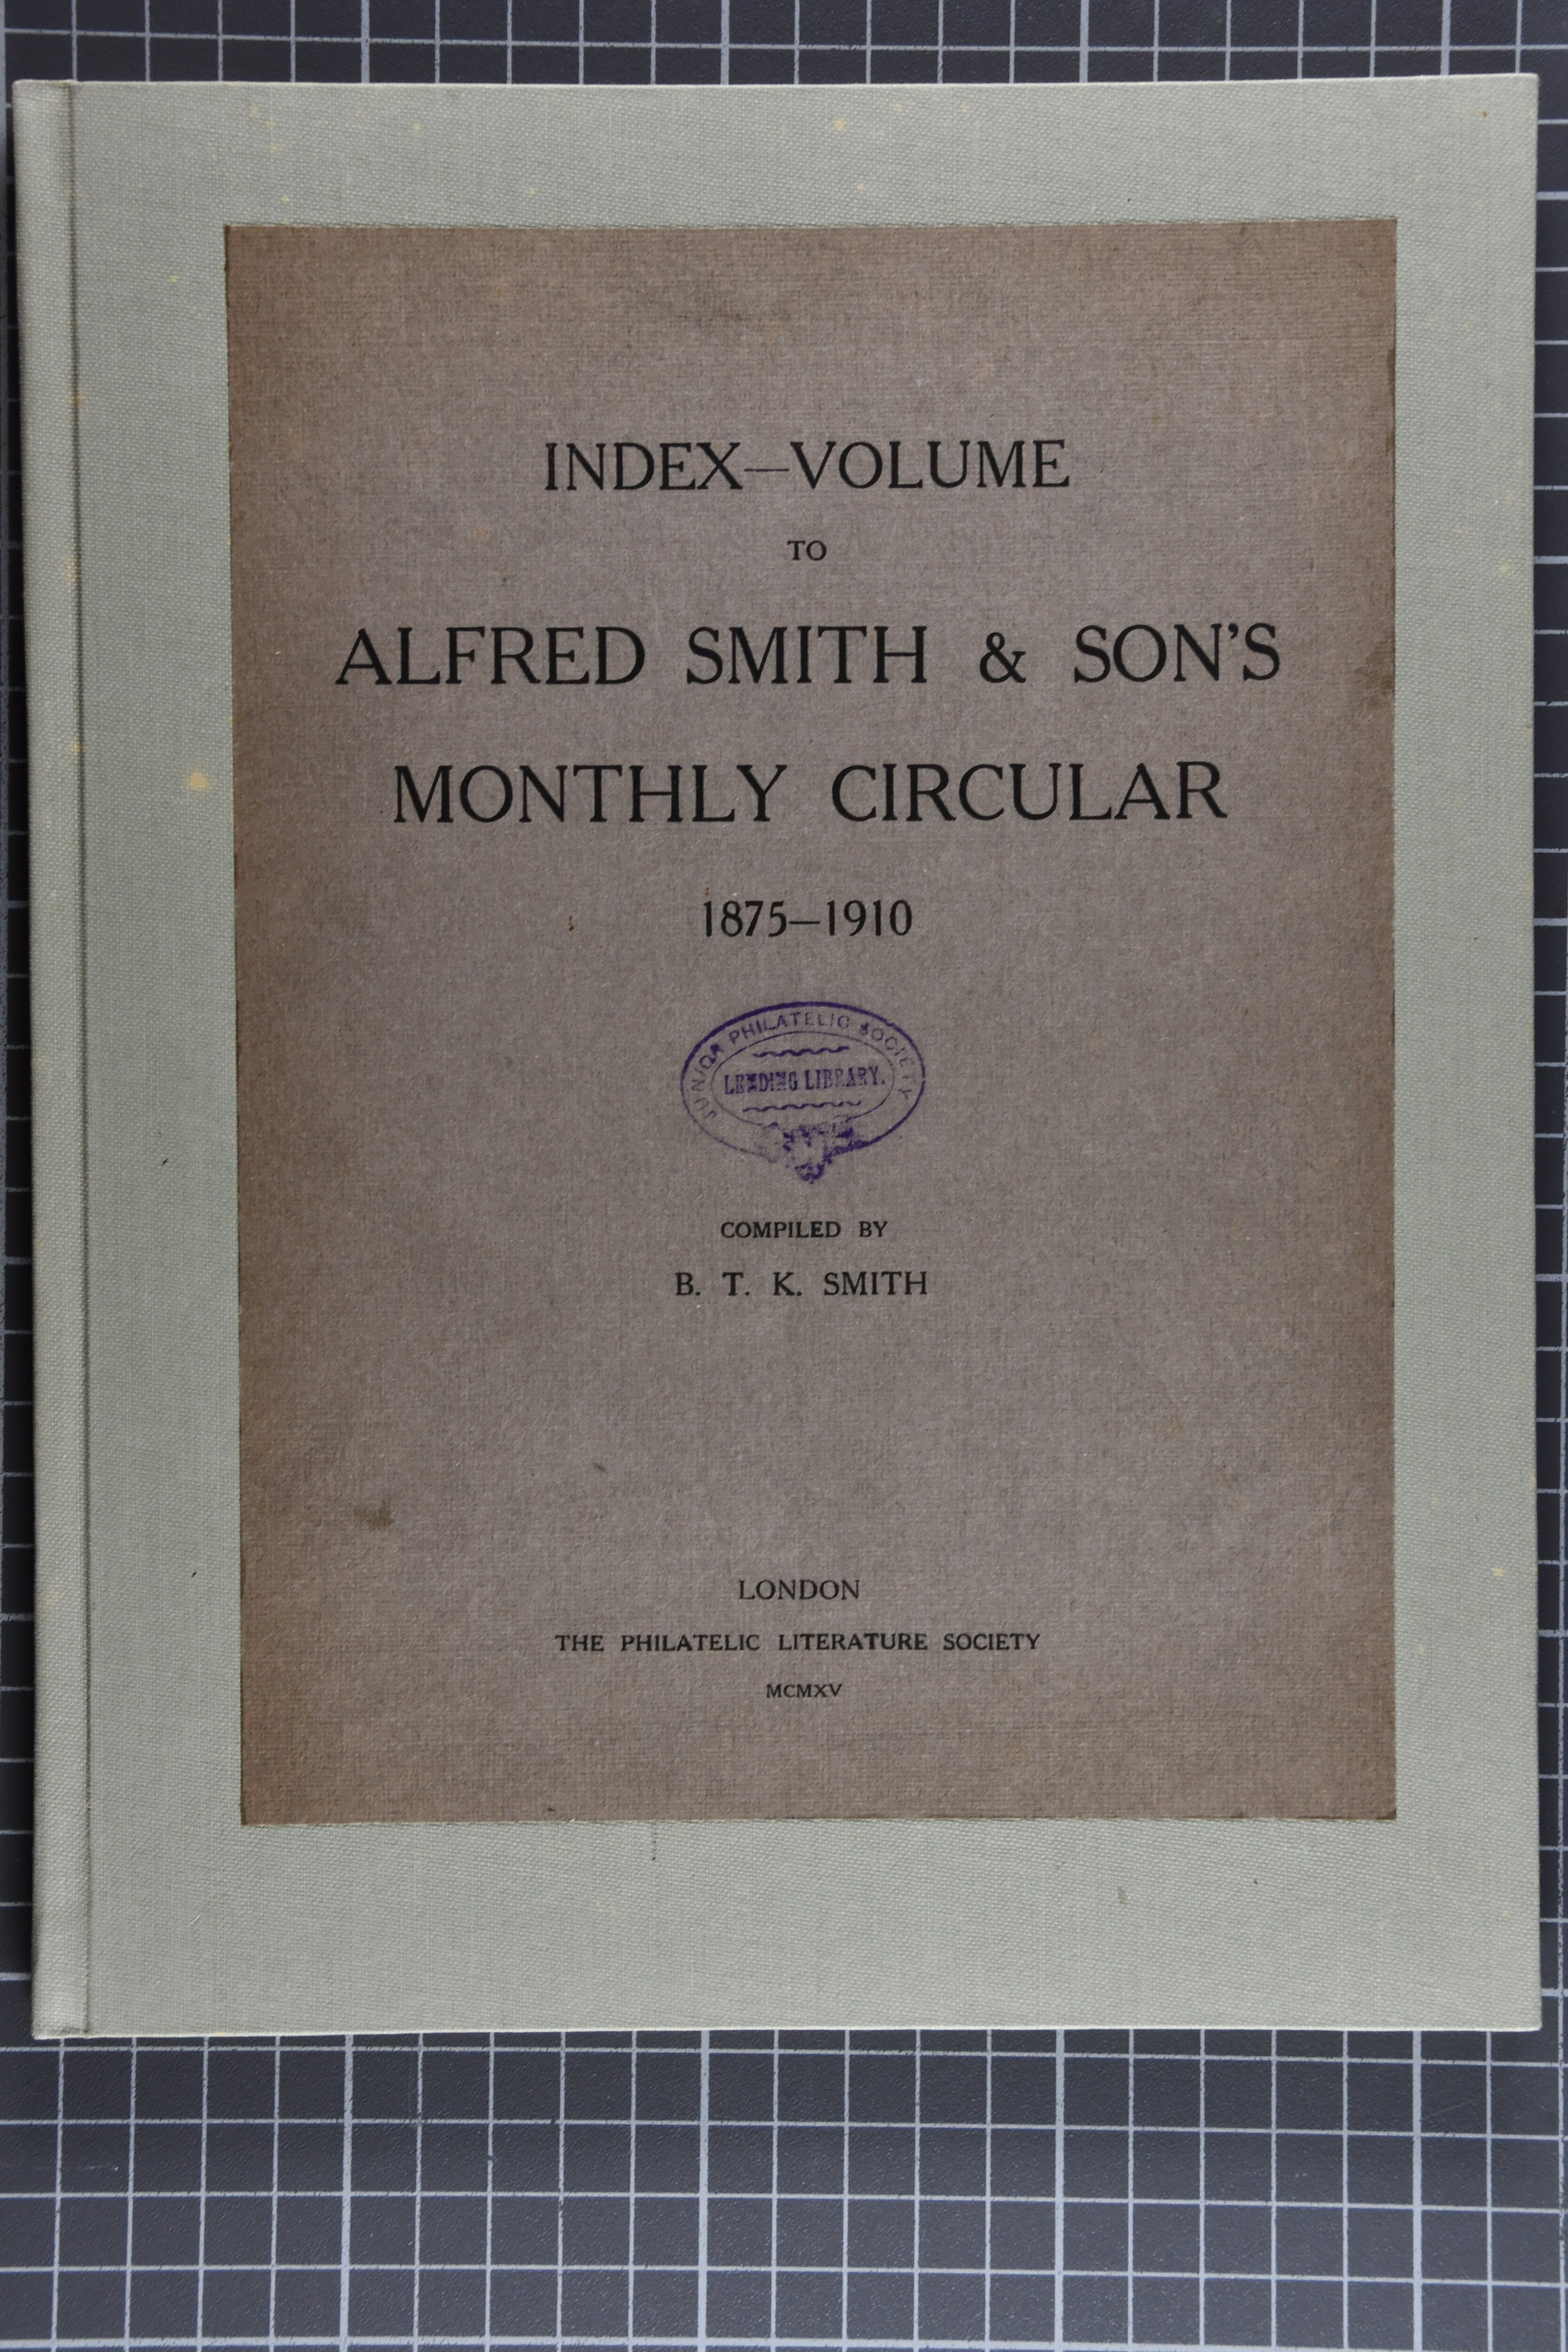 INDEX—VOLUME
TO
ALFRED SMITH & SON'S
MONTHLY CIRCULAR
1875—1910
JUNIOR PHILATELIC SOCIETY
LENDING LIBRARY.
COMPILED BY
B. T. K. SMITH
LONDON
THE PHILATELIC LITERATURE SOCIETY
MCMXV